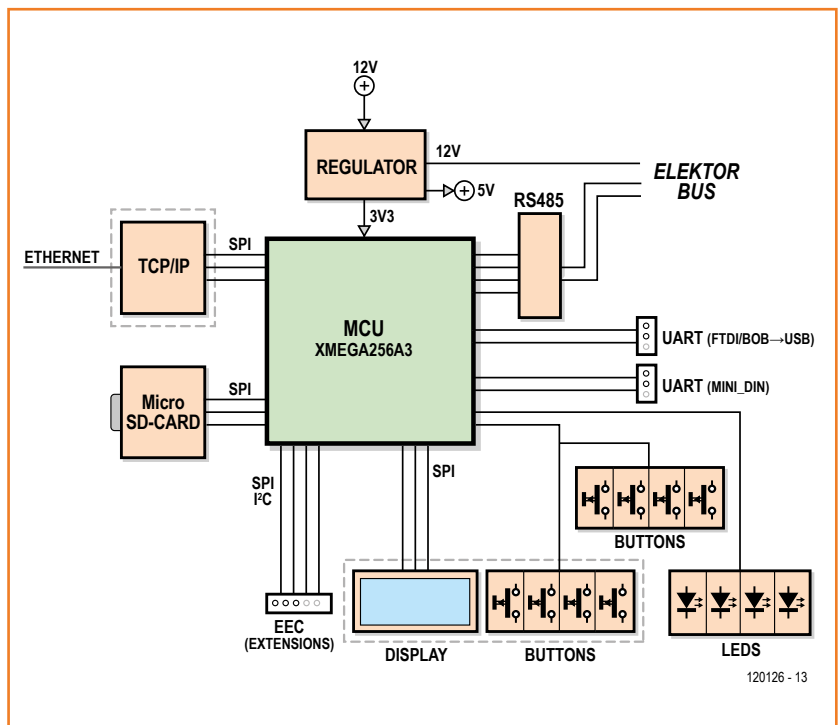 12V
REGULATOR
12V
5V
3V3
ELEKTOR
BUS
RS485
ETHERNET
TCP/IP
SPI
MCU
XMEGA256A3
UART (FTDI/BOB→USB)
UART (MINI_DIN)
Micro
SD-CARD
SPI
SPI
I²C
SPI
BUTTONS
EEC
(EXTENSIONS)
DISPLAY
BUTTONS
LEDS
120126 - 13